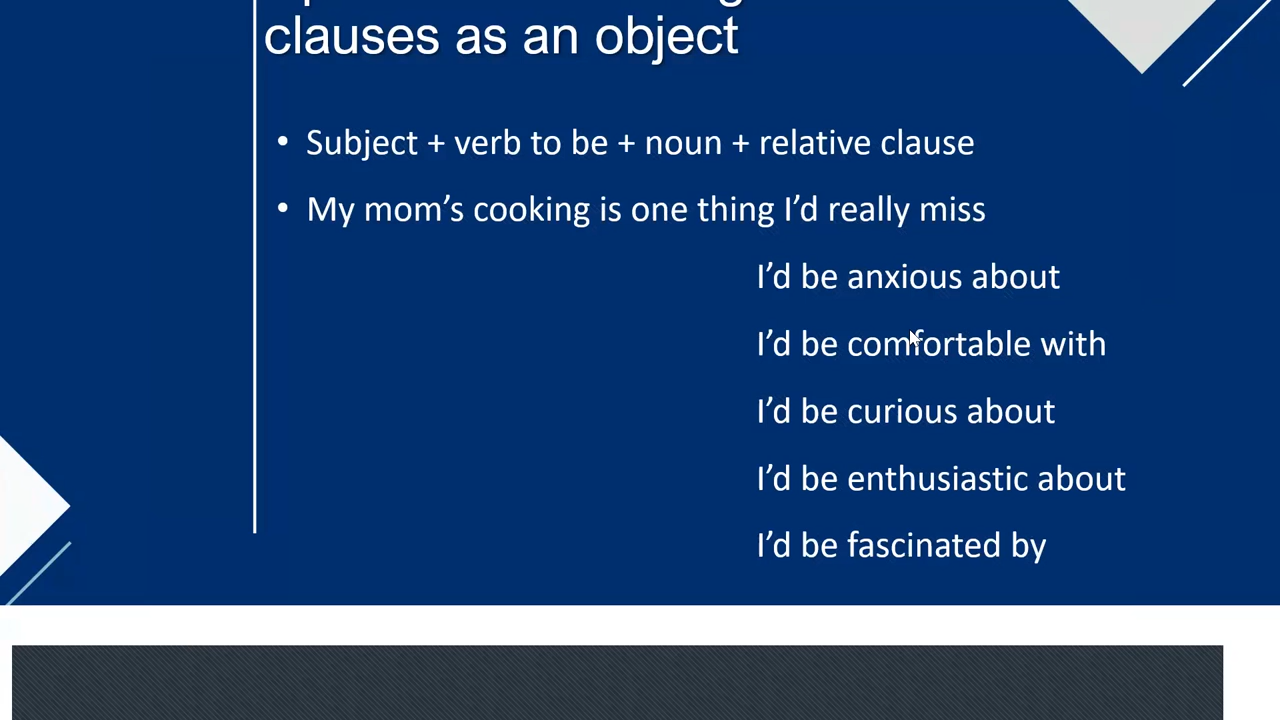 clauses as an object
• Subject + verb to be + noun + relative clause
• My mom’s cooking is one thing I’d really miss
I’d be anxious about
I’d be comfortable with
I’d be curious about
I’d be enthusiastic about
I’d be fascinated by